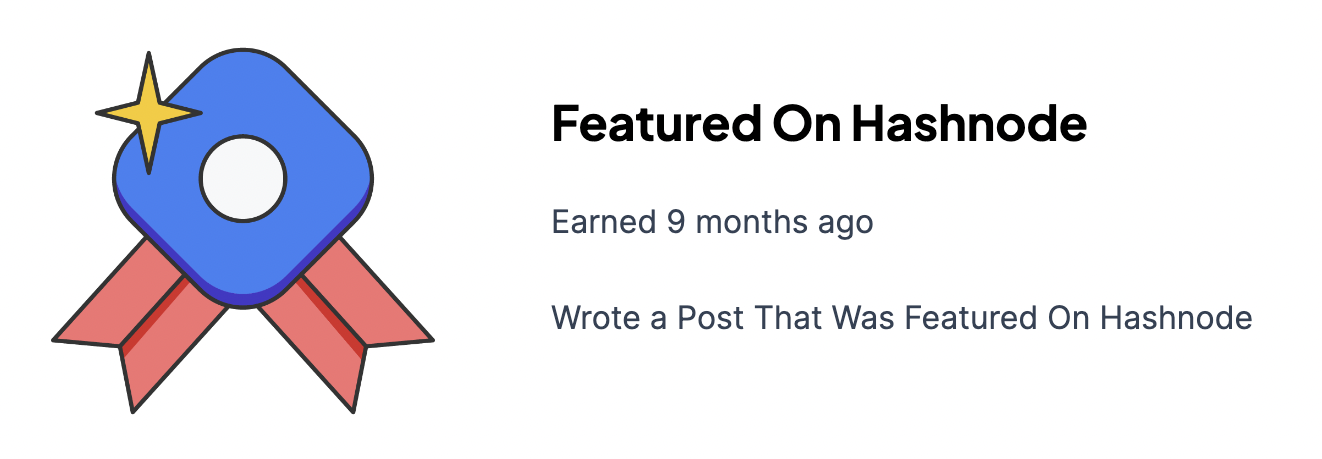 Featured On Hashnode
Earned 9 months ago
Wrote a Post That Was Featured On Hashnode